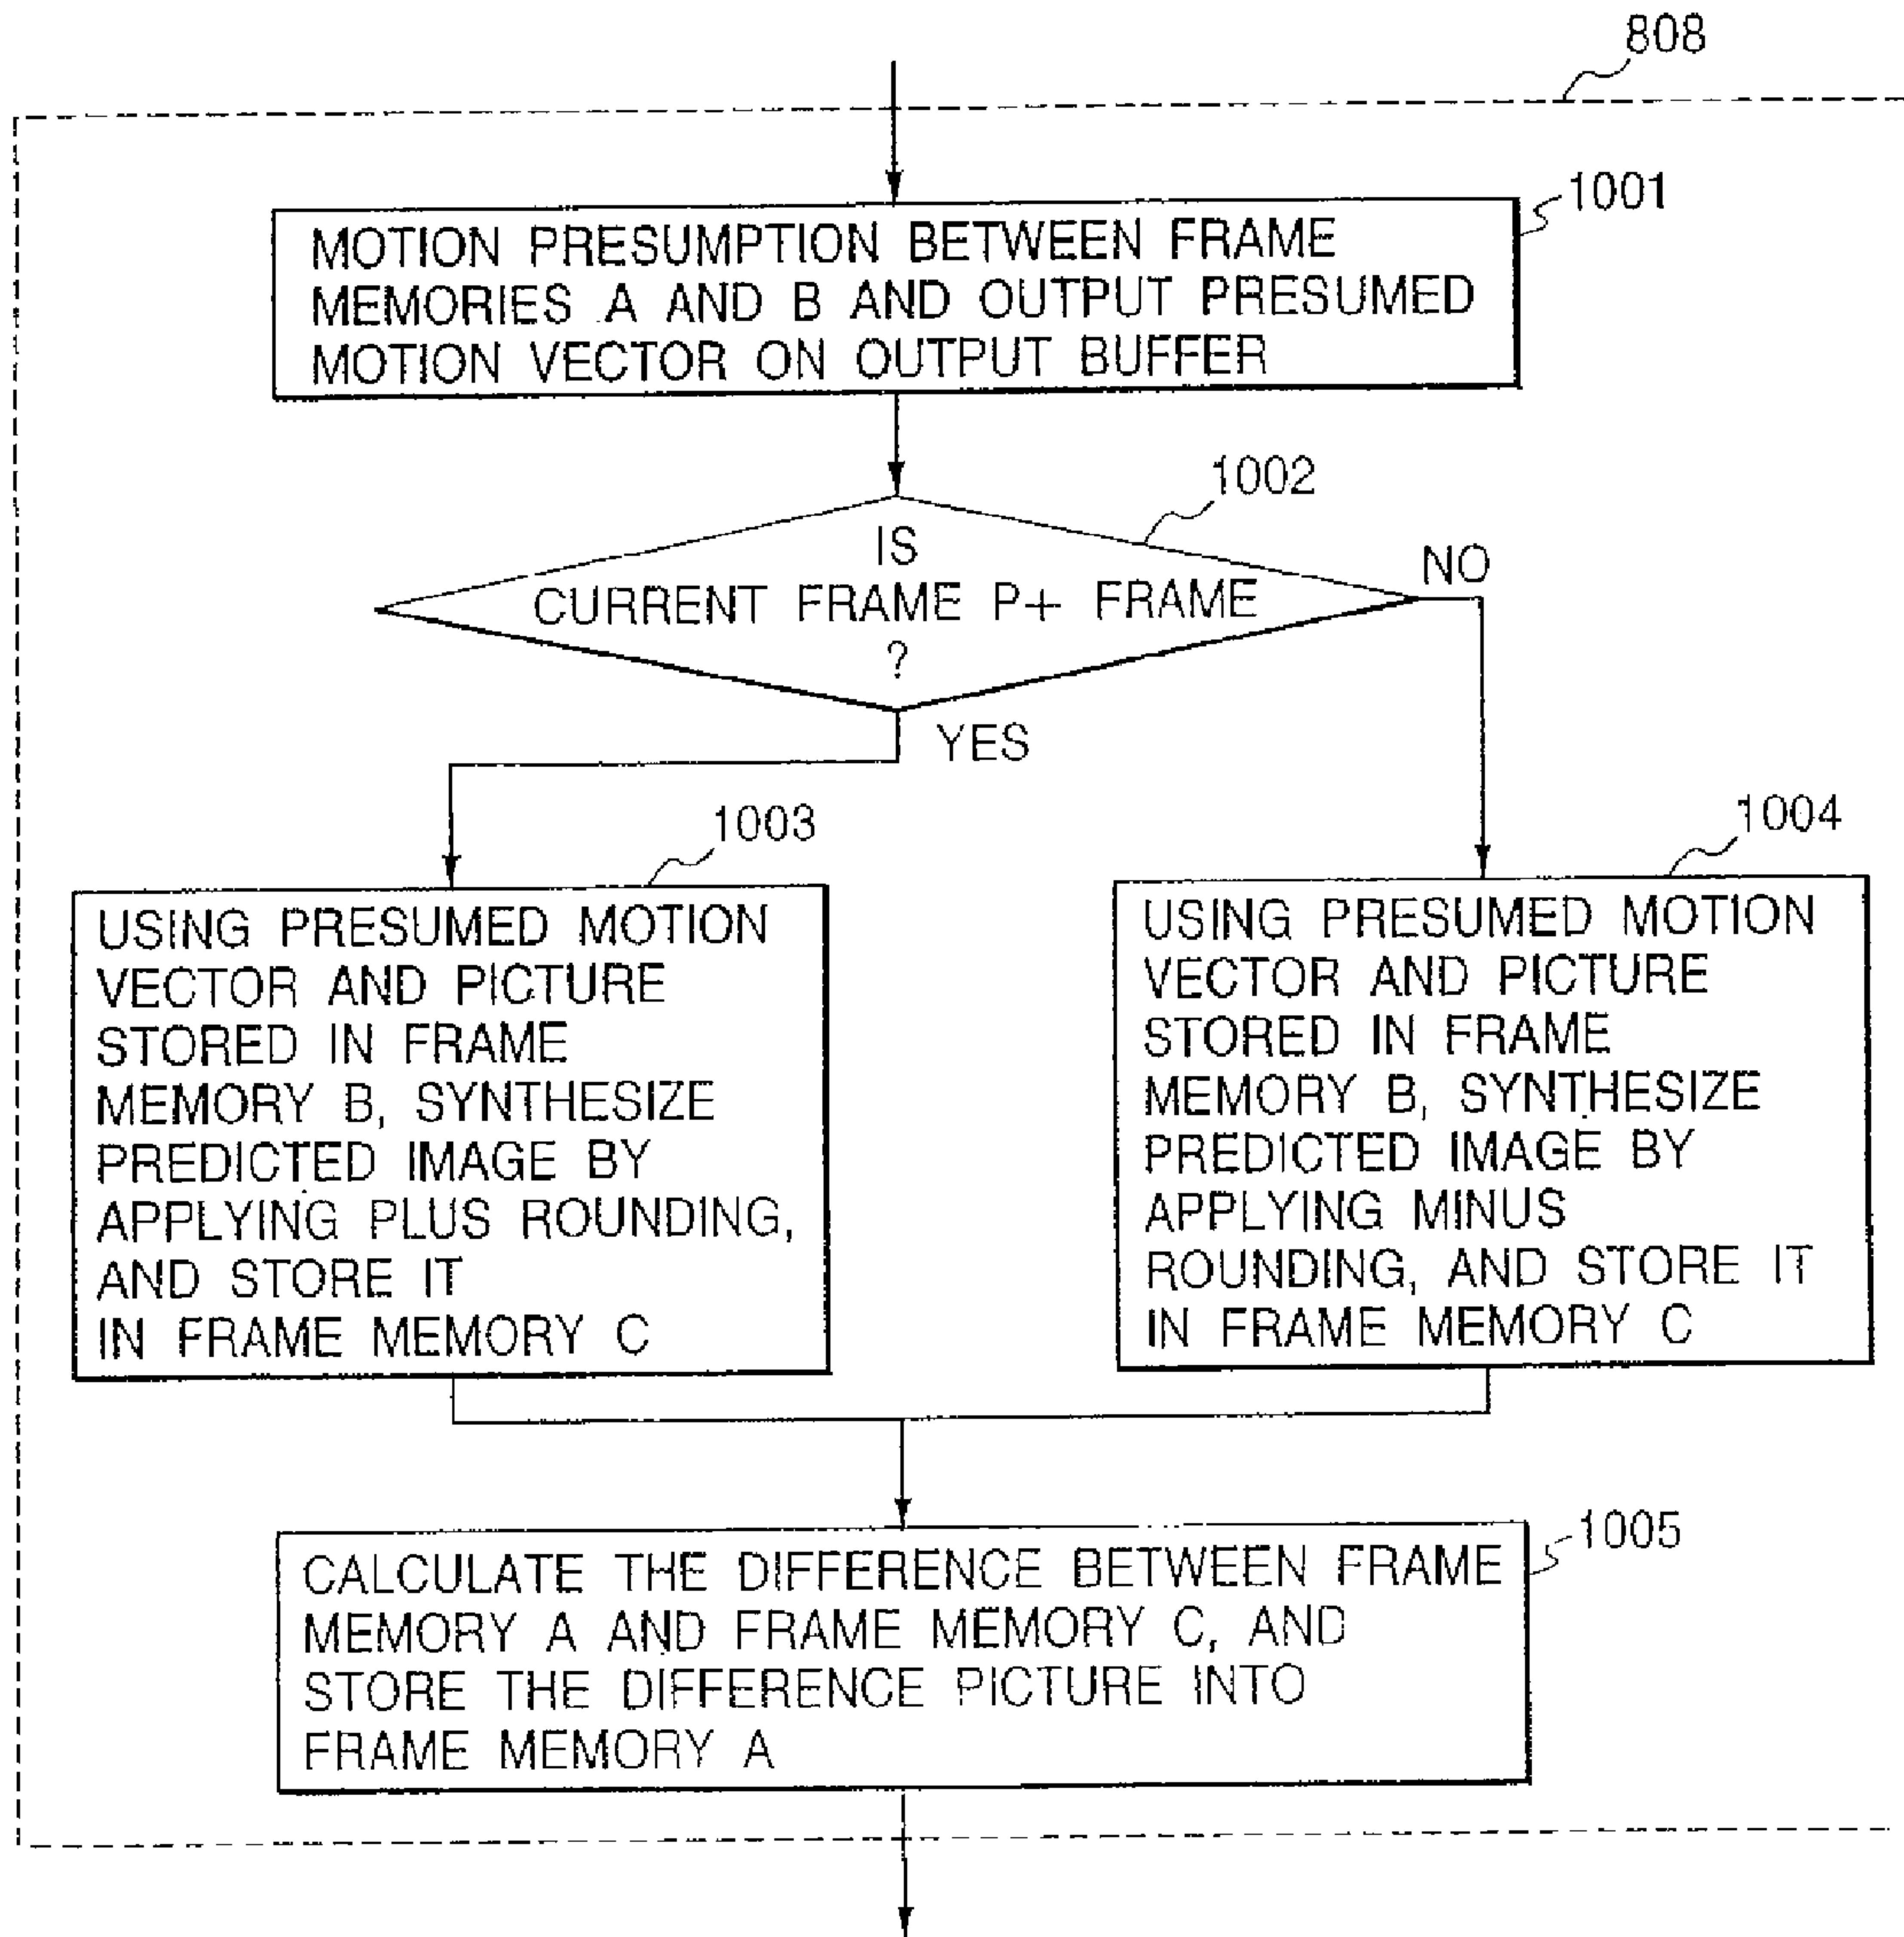 808
1001
MOTION PRESUMPTION BETWEEN FRAME
MEMORIES A AND B AND OUTPUT PRESUMED
MOTION VECTOR ON OUTPUT BUFFER
1002
IS
CURRENT FRAME P+ FRAME
?
NO
YES
1003
USING PRESUMED MOTION
VECTOR AND PICTURE
STORED IN FRAME
MEMORY B, SYNTHESIZE
PREDICTED IMAGE BY
APPLYING PLUS ROUNDING,
AND STORE IT
IN FRAME MEMORY C
1004
USING PRESUMED MOTION
VECTOR AND PICTURE
STORED IN FRAME
MEMORY B, SYNTHESIZE
PREDICTED IMAGE BY
APPLYING MINUS
ROUNDING, AND STORE IT
IN FRAME MEMORY C
1005
CALCULATE THE DIFFERENCE BETWEEN FRAME
MEMORY A AND FRAME MEMORY C, AND
STORE THE DIFFERENCE PICTURE INTO
FRAME MEMORY A